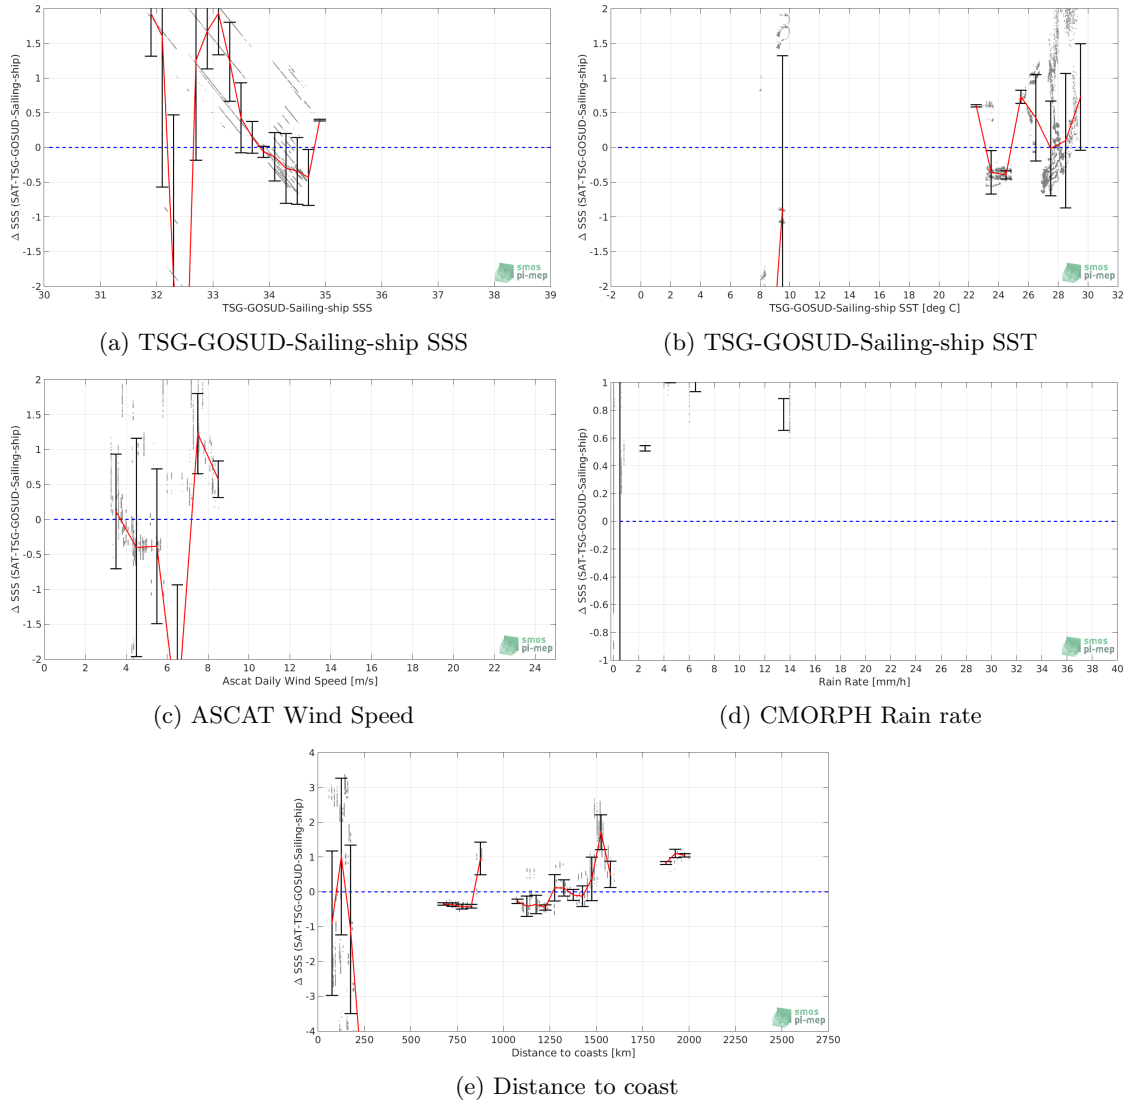 Δ SSS (SAT-TSG-GOSUD-Sailing-ship)
2
1.5
1
0.5
0
-0.5
-1
-1.5
-2
30 31 32 33 34 35 36 37 38 39
TSG-GOSUD-Sailing-ship SSS
smos
pi-mep
(a) TSG-GOSUD-Sailing-ship SSS
Δ SSS (SAT-TSG-GOSUD-Sailing-ship)
2
1.5
1
0.5
0
-0.5
-1
-1.5
-2
-2 0 2 4 6 8 10 12 14 16 18 20 22 24 26 28 30 32
TSG-GOSUD-Sailing-ship SST [deg C]
smos
pi-mep
(b) TSG-GOSUD-Sailing-ship SST
Δ SSS (SAT-TSG-GOSUD-Sailing-ship)
2
1.5
1
0.5
0
-0.5
-1
-1.5
-2
0 2 4 6 8 10 12 14 16 18 20 22 24
Ascat Daily Wind Speed [m/s]
smos
pi-mep
(c) ASCAT Wind Speed
Δ SSS (SAT-TSG-GOSUD-Sailing-ship)
1
0.8
0.6
0.4
0.2
0
-0.2
-0.4
-0.6
-0.8
-1
0 2 4 6 8 10 12 14 16 18 20 22 24 26 28 30 32 34 36 38 40
Rain Rate [mm/h]
smos
pi-mep
(d) CMORPH Rain rate
Δ SSS (SAT-TSG-GOSUD-Sailing-ship)
4
3
2
1
0
-1
-2
-3
-4
0 250 500 750 1000 1250 1500 1750 2000 2250 2500 2750
Distance to coasts [km]
smos
pi-mep
(e) Distance to coast